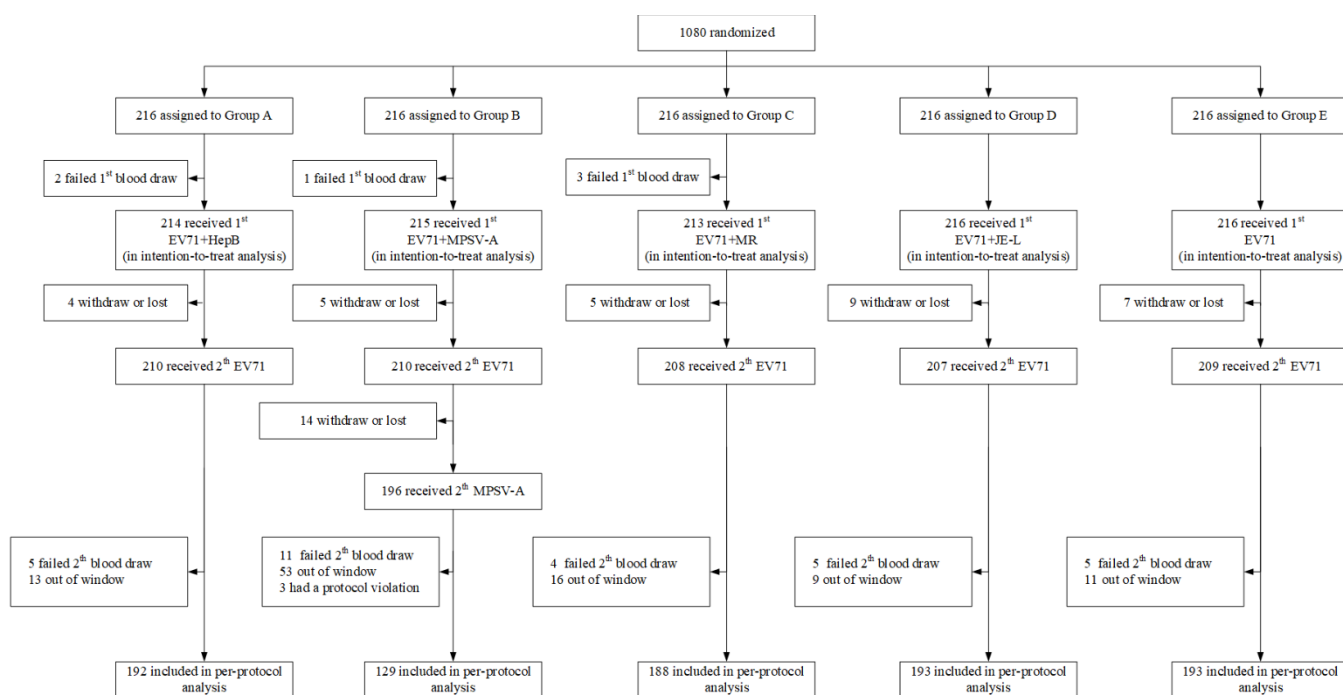 1080 randomized
216 assigned to Group A
216 assigned to Group B
216 assigned to Group C
216 assigned to Group D
216 assigned to Group E
2 failed 1st blood draw
1 failed 1st blood draw
3 failed 1st blood draw
214 received 1st
EV71+HepB
(in intention-to-treat analysis)
215 received 1st
EV71+MPSV-A
(in intention-to-treat analysis)
213 received 1st
EV71+MR
(in intention-to-treat analysis)
216 received 1st
EV71+JE-L
(in intention-to-treat analysis)
216 received 1st
EV71
(in intention-to-treat analysis)
4 withdraw or lost
5 withdraw or lost
5 withdraw or lost
9 withdraw or lost
7 withdraw or lost
210 received 2th EV71
210 received 2th EV71
208 received 2th EV71
207 received 2th EV71
209 received 2th EV71
14 withdraw or lost
196 received 2th MPSV-A
5 failed 2th blood draw
13 out of window
11 failed 2th blood draw
53 out of window
3 had a protocol violation
4 failed 2th blood draw
16 out of window
5 failed 2th blood draw
9 out of window
5 failed 2th blood draw
11 out of window
192 included in per-protocol
analysis
129 included in per-protocol
analysis
188 included in per-protocol
analysis
193 included in per-protocol
analysis
193 included in per-protocol
analysis